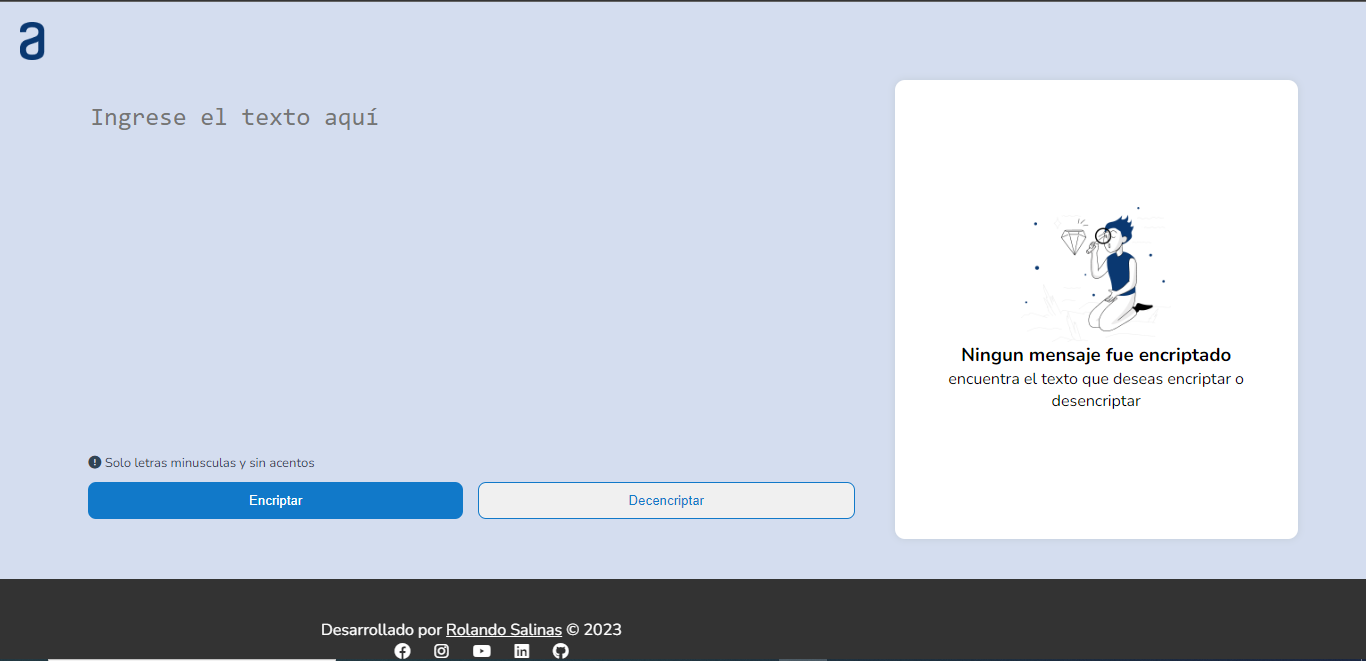 a
Ingrese el texto aquí
Ningun mensaje fue encriptado
encuentra el texto que deseas encriptar o
desencriptar
Solo letras minusculas y sin acentos
Encriptar
Decencriptar
Desarrollado por Rolando Salinas © 2023